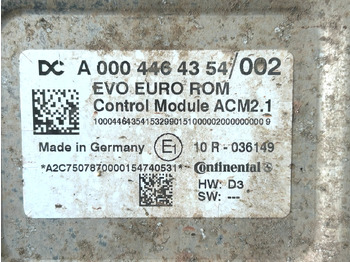 DC A 000 446 43 54/002
EVO EURO ROM
Control Module ACM2.1
10004464354153299015100000200000000 9
Made in Germany E1 10 R - 036149
*A2C7507870000154740531* Continental
HW: D3
SW: ---